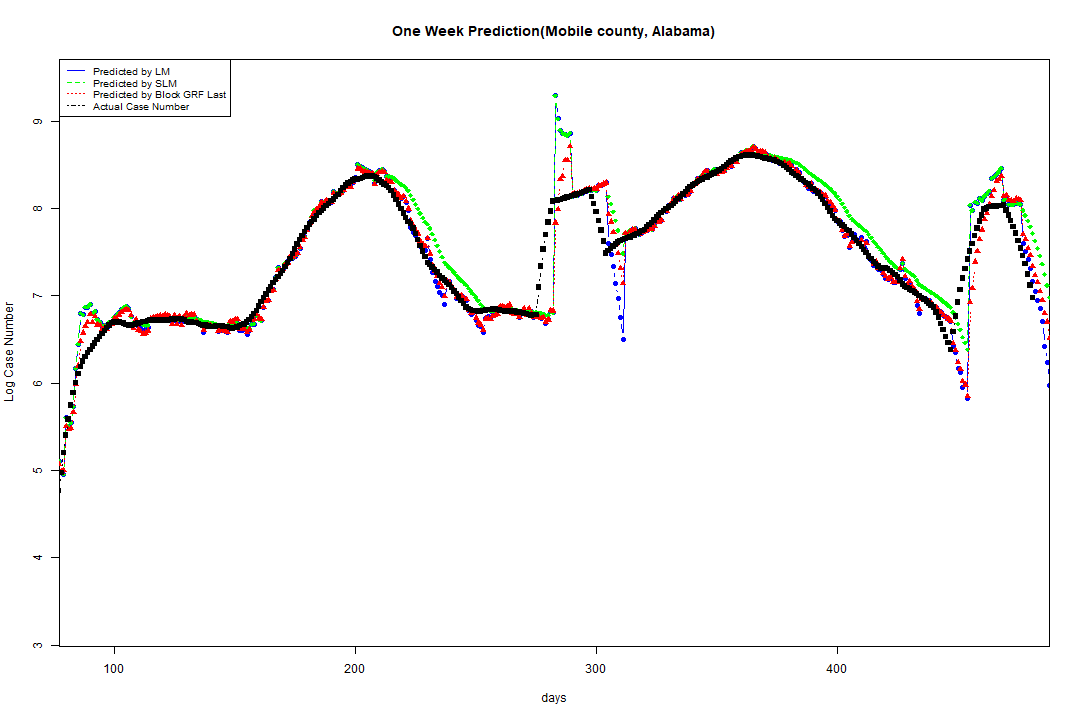 One Week Prediction(Mobile county, Alabama)
Predicted by LM
Predicted by SLM
Predicted by Block GRF Last
Actual Case Number
9
8
7
6
5
4
3
Log Case Number
100
200
300
400
days